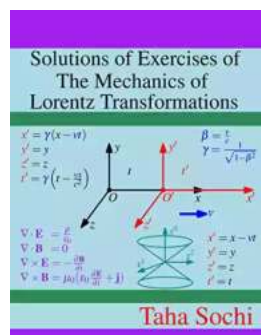 Solutions of Exercises of
The Mechanics of
Lorentz Transformations
x' = γ(x − vt)
y' = y
z' = z
t' = γ(t − vx/c²)
β = v/c
γ = 1/√(1−β²)
y
t
O
x
z
y'
t'
O'
x'
z'
v
∇·E = ρ/ε₀
∇·B = 0
∇×E = −∂B/∂t
∇×B = μ₀(ε₀ ∂E/∂t + j)
x' = x − vt
y' = y
z' = z
t' = t
Taha Sochi